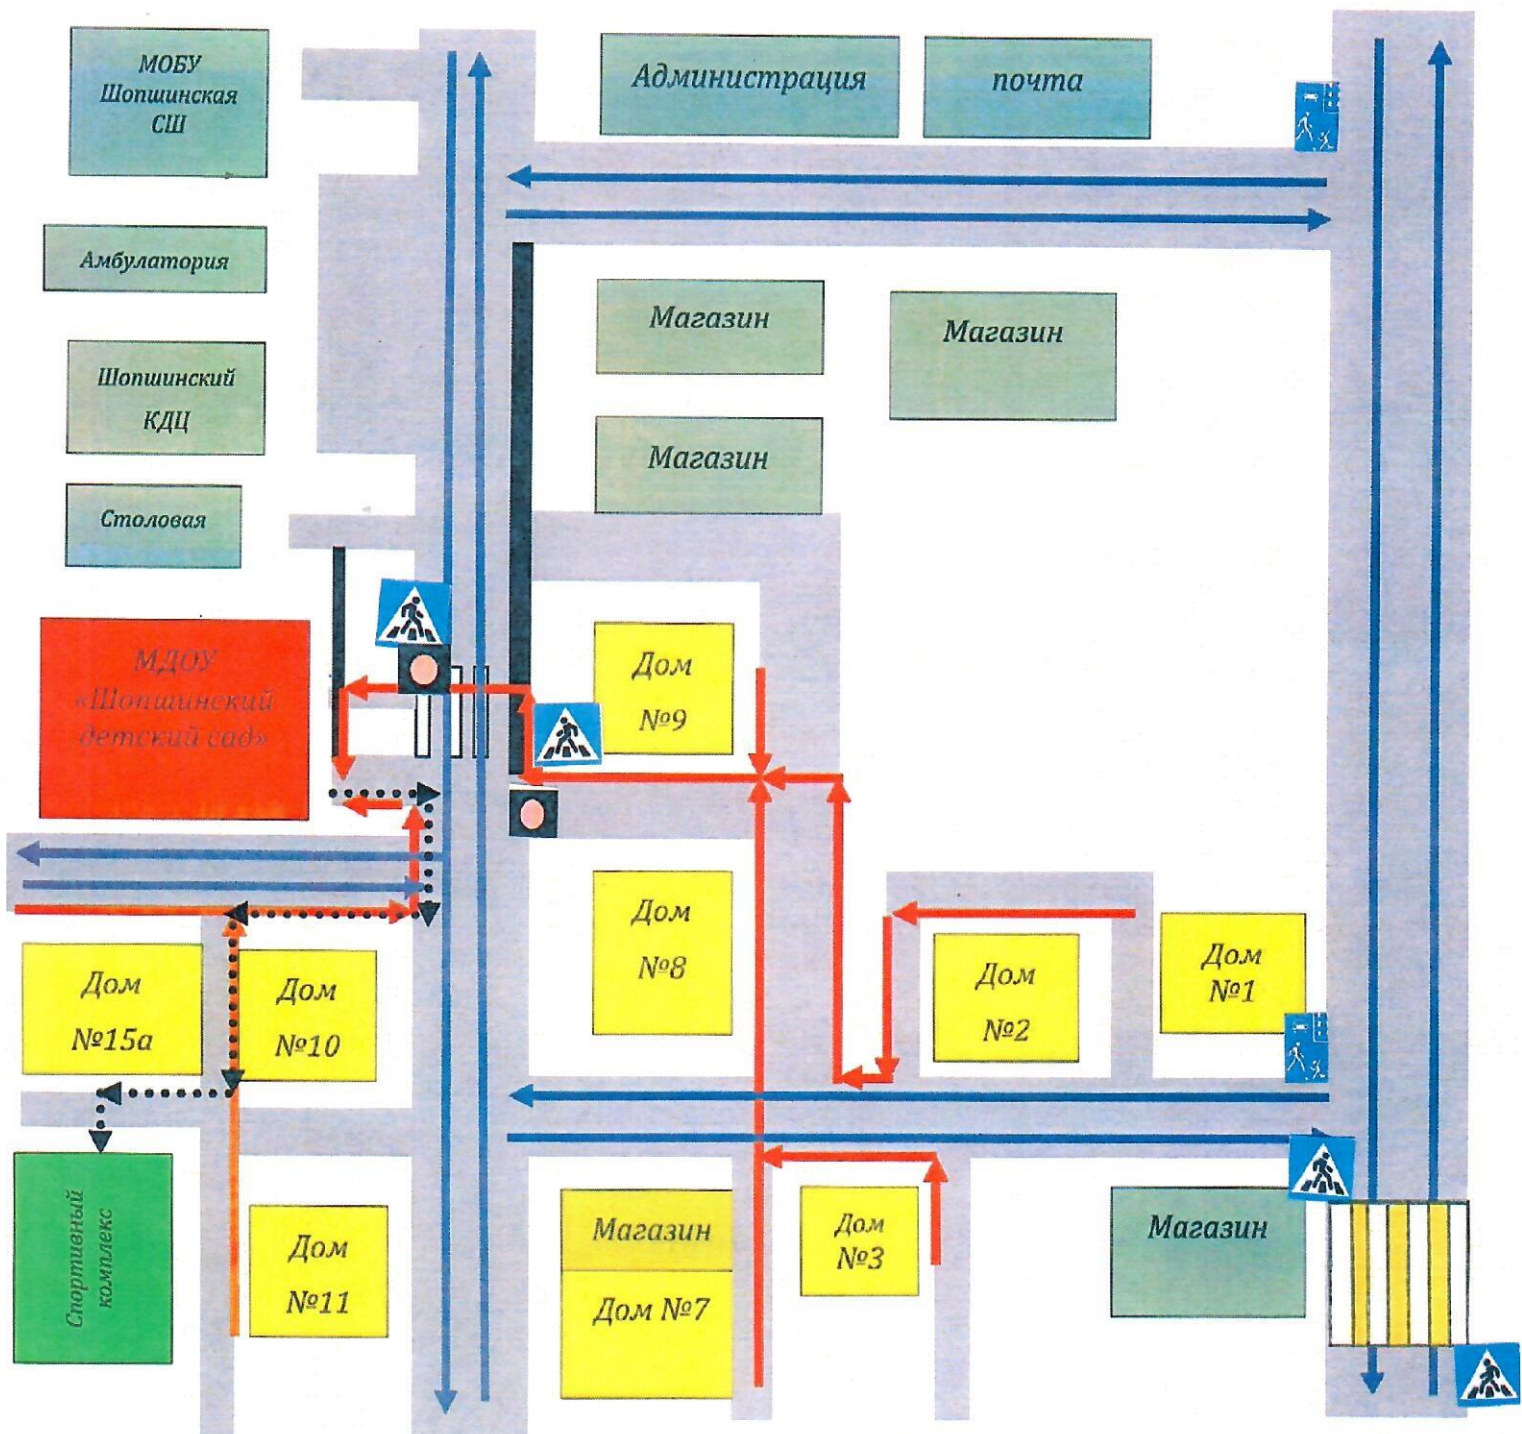 МОБУ
Шопшинская
СШ
Администрация
почта
Амбулатория
Магазин
Магазин
Шопшинский
КДЦ
Магазин
Столовая
МДОУ
«Шопшинский
детский сад»
Дом
№9
Дом
№8
Дом
№15а
Дом
№10
Дом
№2
Дом
№1
Спортивный
комплекс
Дом
№11
Магазин
Дом №7
Дом
№3
Магазин